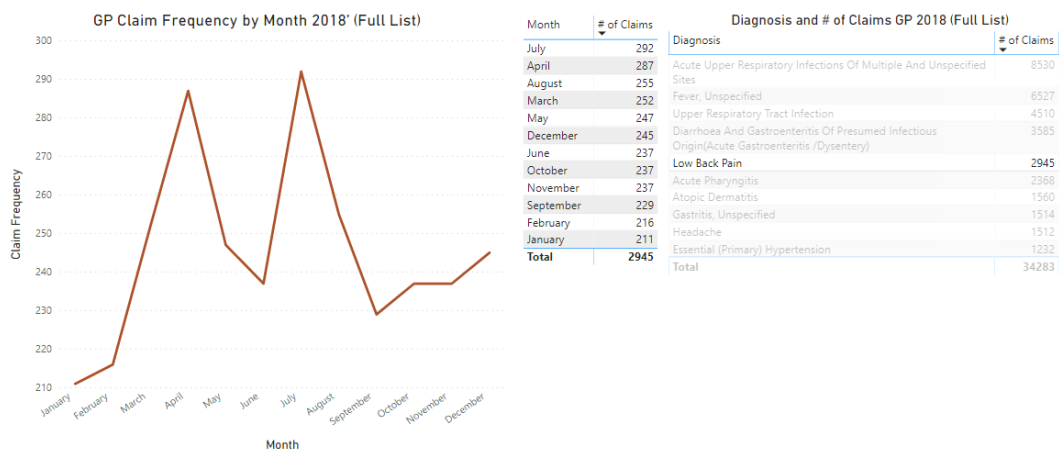 GP Claim Frequency by Month 2018' (Full List)
300
290
280
270
260
250
240
230
220
210
Claim Frequency
January
February
March
April
May
June
July
August
September
October
November
December
Month
Month # of Claims
July 292
April 287
August 255
March 252
May 247
December 245
June 237
October 237
November 237
September 229
February 216
January 211
Total 2945
Diagnosis and # of Claims GP 2018 (Full List)
Diagnosis # of Claims
Acute Upper Respiratory Infections Of Multiple And Unspecified 8530
Sites
Fever, Unspecified 6527
Upper Respiratory Tract Infection 4510
Diarrhoea And Gastroenteritis Of Presumed Infectious 3585
Origin(Acute Gastroenteritis /Dysentery)
Low Back Pain 2945
Acute Pharyngitis 2368
Atopic Dermatitis 1560
Gastritis, Unspecified 1514
Headache 1512
Essential (Primary) Hypertension 1232
Total 34283